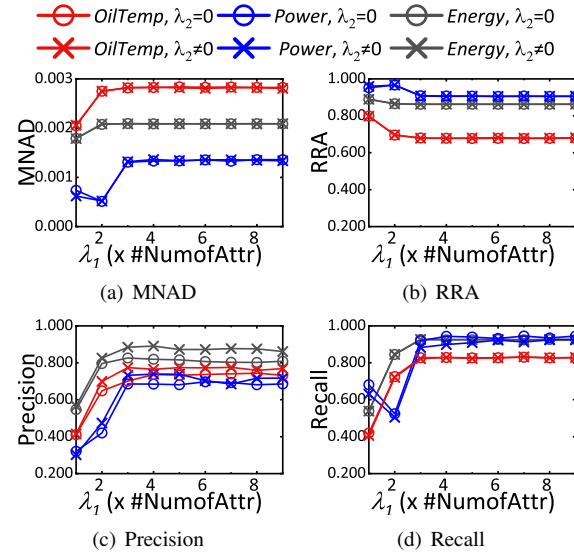 OilTemp, λ2=0 Power, λ2=0 Energy, λ2=0
OilTemp, λ2≠0 Power, λ2≠0 Energy, λ2≠0
0.003
0.002
0.001
0.000
MNAD
2 4 6 8
λ1 (x #NumofAttr)
(a) MNAD
1.000
0.800
0.600
0.400
0.200
RRA
2 4 6 8
λ1 (x #NumofAttr)
(b) RRA
1.000
0.800
0.600
0.400
0.200
Precision
2 4 6 8
λ1 (x #NumofAttr)
(c) Precision
1.000
0.800
0.600
0.400
0.200
Recall
2 4 6 8
λ1 (x #NumofAttr)
(d) Recall